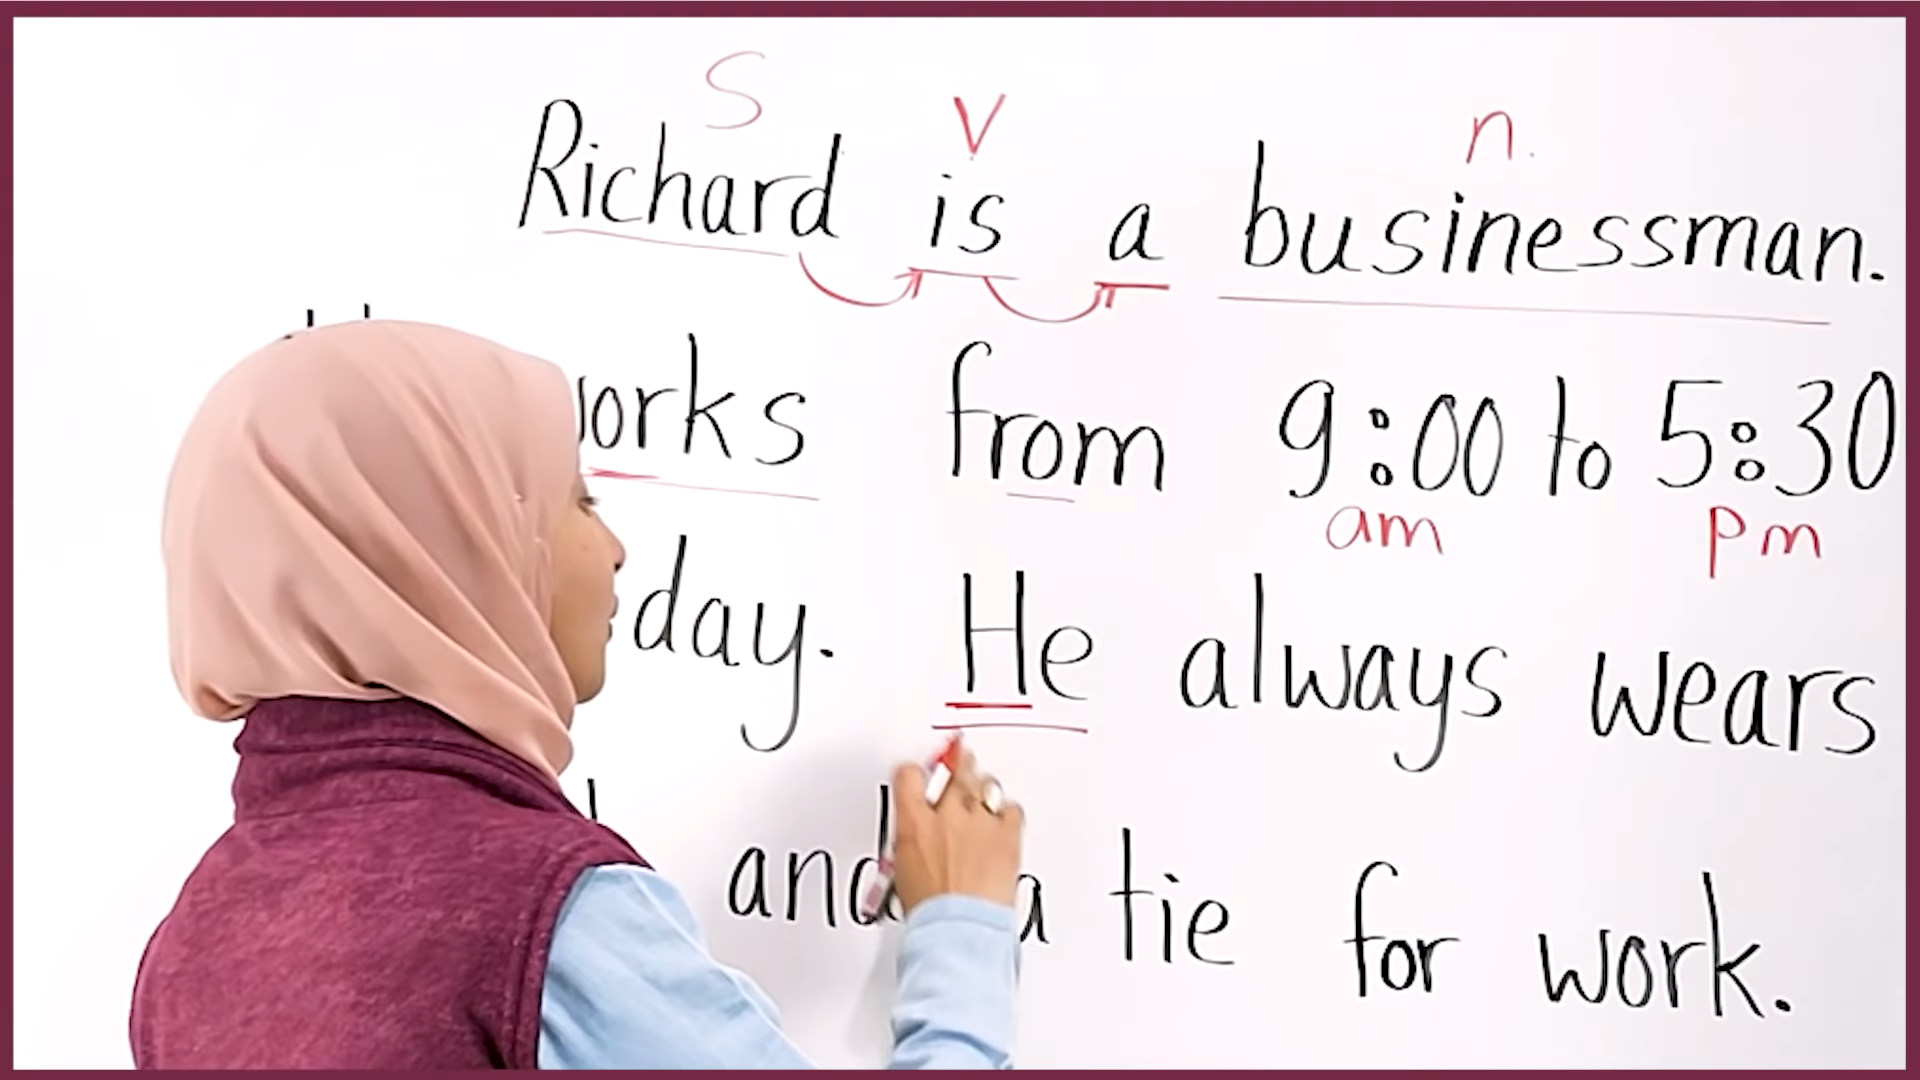 S V n.
Richard is a businessman.
works from 9:00 to 5:30
am pm
day. He always wears
and a tie for work.